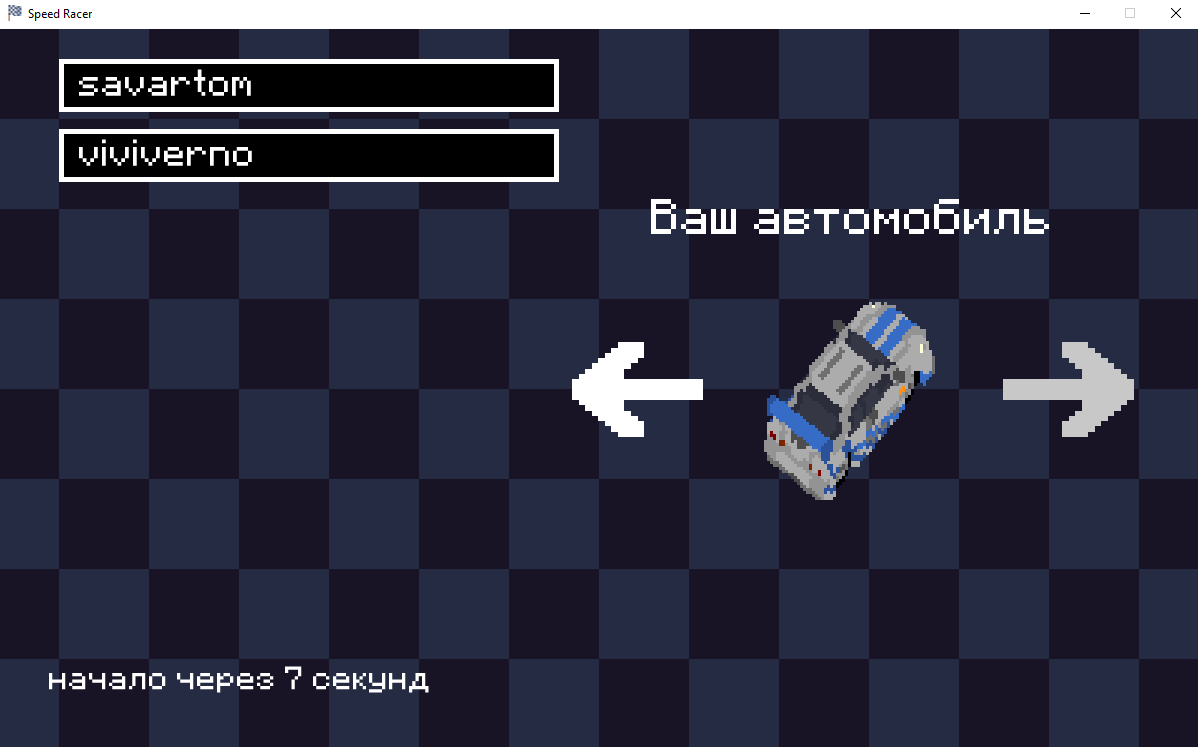 Speed Racer
savartom
viviverno
Ваш автомобиль
начало через 7 секунд